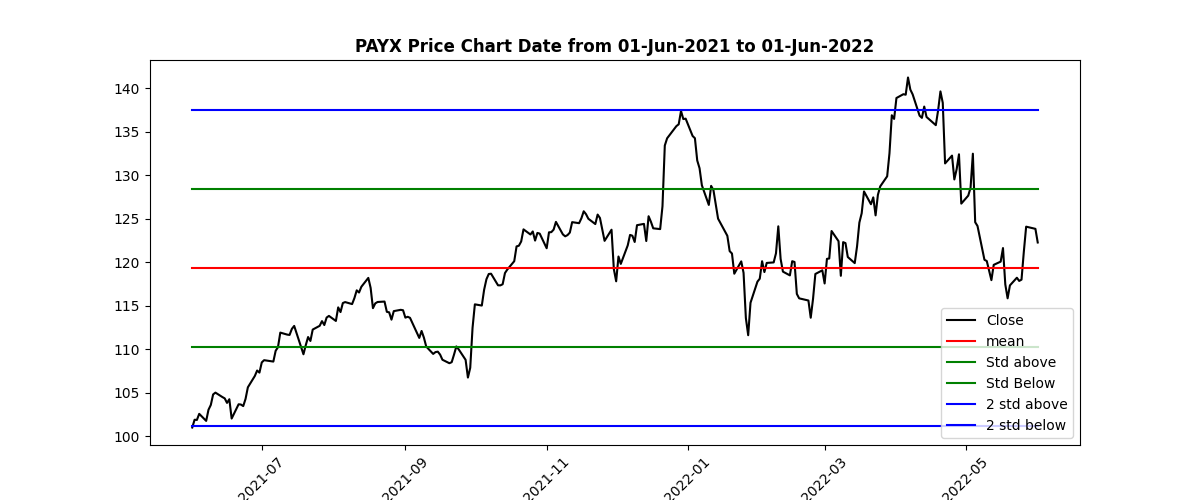 PAYX Price Chart Date from 01-Jun-2021 to 01-Jun-2022
140
135
130
125
120
115
110
105
100
Close
mean
Std above
Std Below
2 std above
2 std below
2021-07
2021-09
2021-11
2022-01
2022-03
2022-05